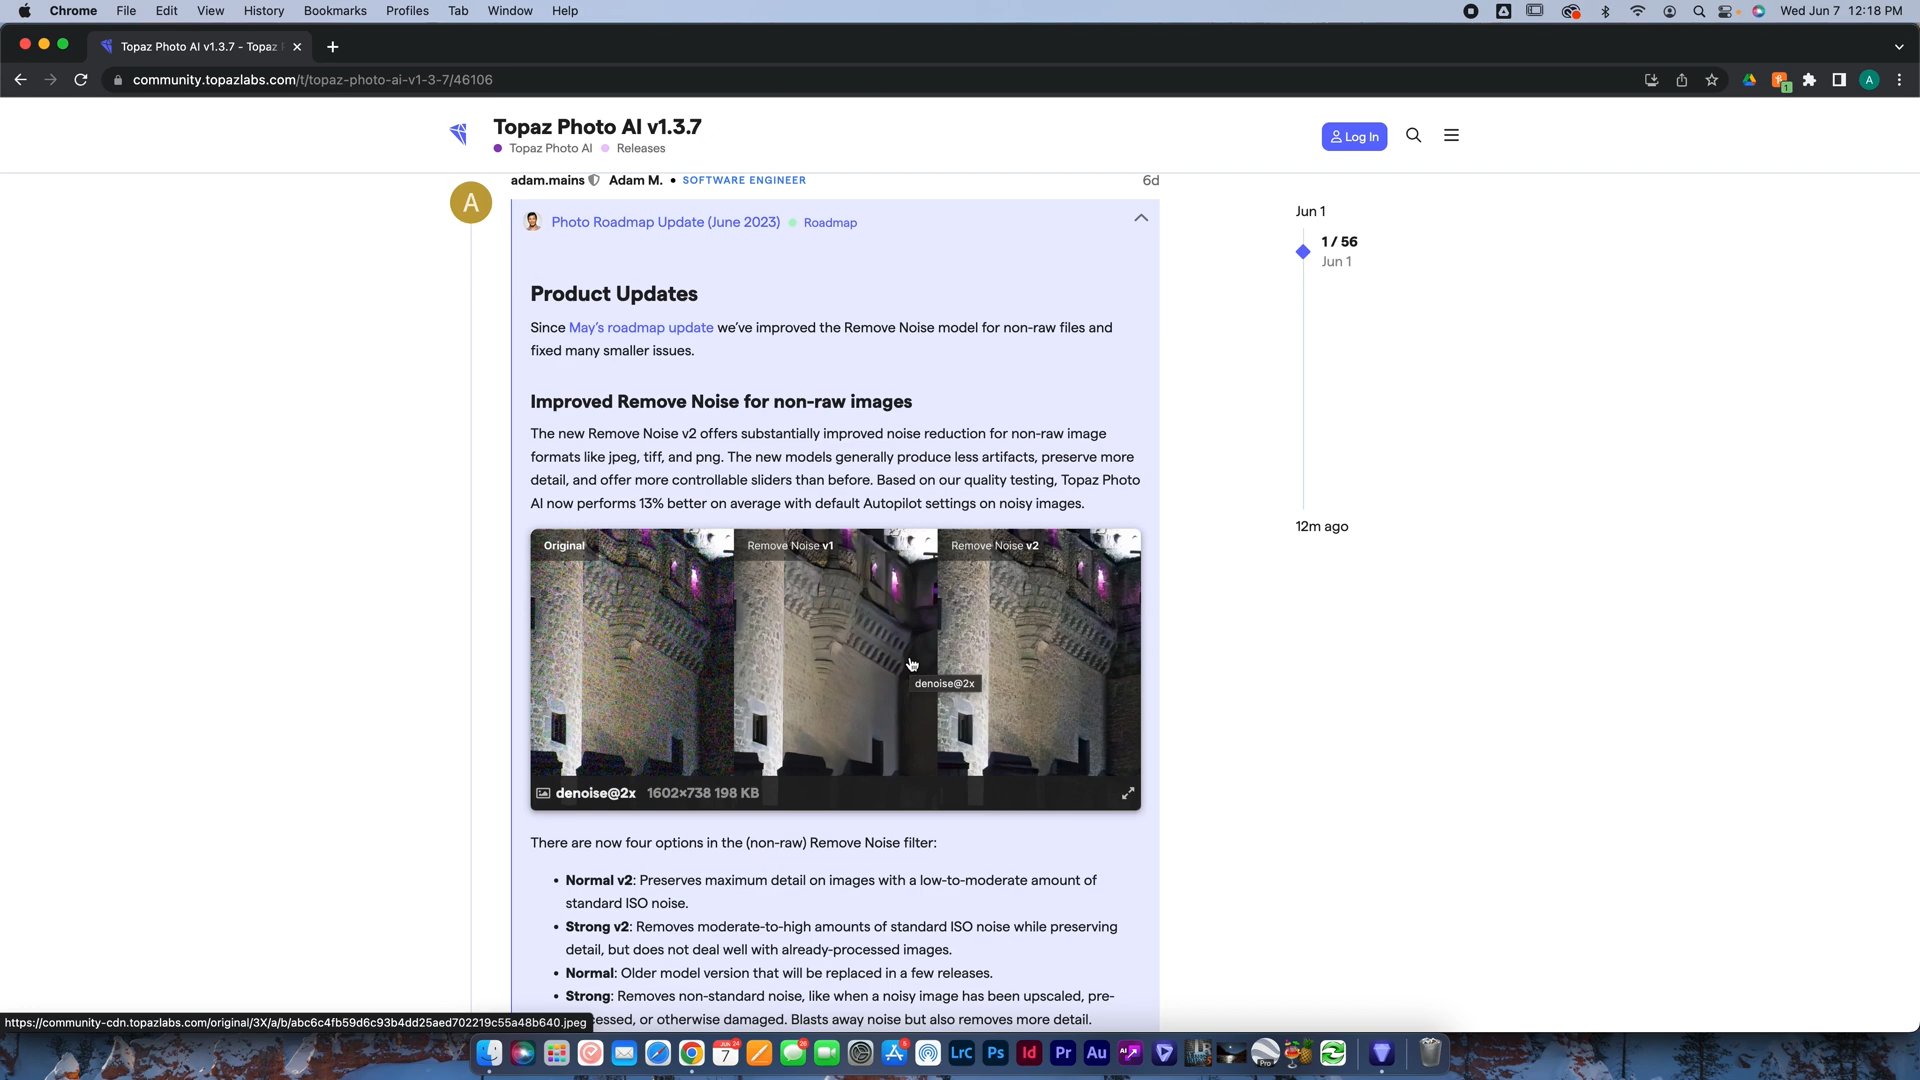 Chrome File Edit View History Bookmarks Profiles Tab Window Help Wed Jun 7 12:18 PM
Topaz Photo AI v1.3.7 - Topaz
community.topazlabs.com/t/topaz-photo-ai-v1-3-7/46106 1 A
Topaz Photo AI v1.3.7
Topaz Photo AI Releases
Log In
adam.mains Adam M. • SOFTWARE ENGINEER 6d
A
Photo Roadmap Update (June 2023) Roadmap
Jun 1
1 / 56
Jun 1
12m ago
Product Updates
Since May's roadmap update we've improved the Remove Noise model for non-raw files and
fixed many smaller issues.
Improved Remove Noise for non-raw images
The new Remove Noise v2 offers substantially improved noise reduction for non-raw image
formats like jpeg, tiff, and png. The new models generally produce less artifacts, preserve more
detail, and offer more controllable sliders than before. Based on our quality testing, Topaz Photo
AI now performs 13% better on average with default Autopilot settings on noisy images.
Original Remove Noise v1 Remove Noise v2
denoise@2x
denoise@2x 1602×738 198 KB
There are now four options in the (non-raw) Remove Noise filter:
• Normal v2: Preserves maximum detail on images with a low-to-moderate amount of
standard ISO noise.
• Strong v2: Removes moderate-to-high amounts of standard ISO noise while preserving
detail, but does not deal well with already-processed images.
• Normal: Older model version that will be replaced in a few releases.
• Strong: Removes non-standard noise, like when a noisy image has been upscaled, pre-
cessed, or otherwise damaged. Blasts away noise but also removes more detail.
https://community-cdn.topazlabs.com/original/3X/a/b/abc6c4fb59d6c93b4dd25aed702219c55a48b640.jpeg
JUN 24 7 26 5 LrC Ps Id Pr Au AI Pro